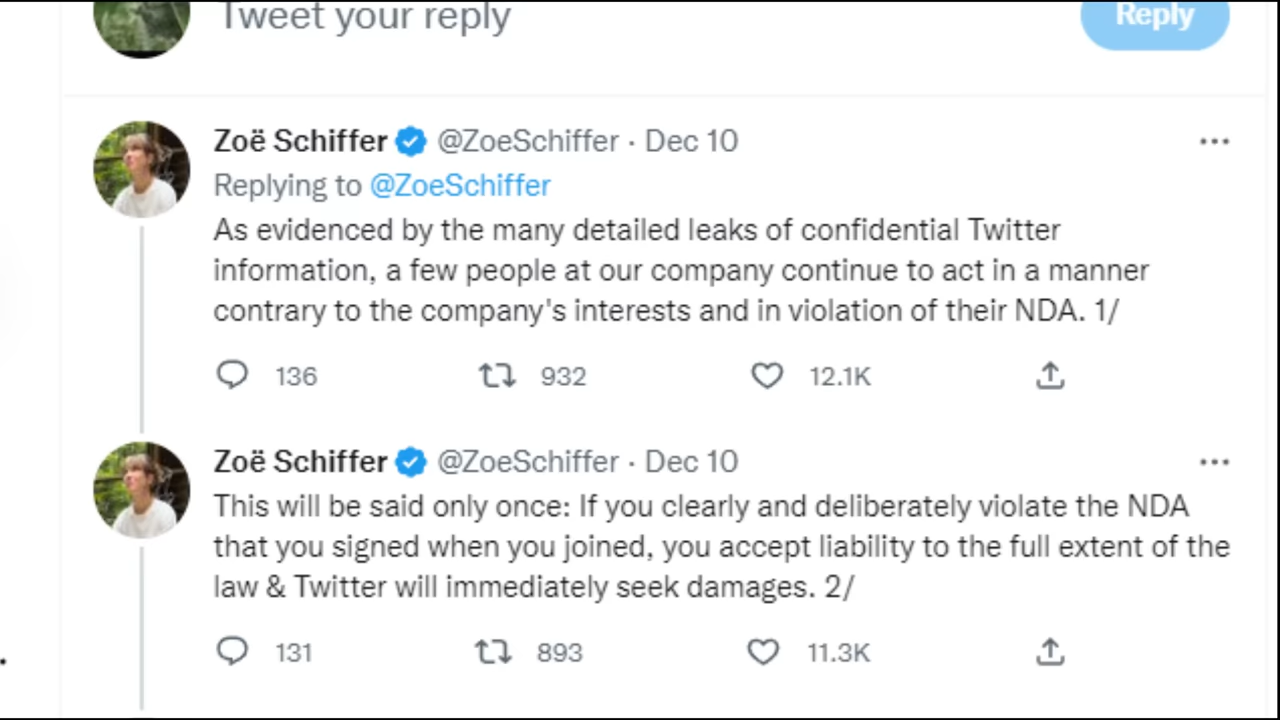 Tweet your reply
Reply
Zoë Schiffer @ZoeSchiffer · Dec 10
Replying to @ZoeSchiffer
As evidenced by the many detailed leaks of confidential Twitter
information, a few people at our company continue to act in a manner
contrary to the company's interests and in violation of their NDA. 1/
136 932 12.1K
Zoë Schiffer @ZoeSchiffer · Dec 10
This will be said only once: If you clearly and deliberately violate the NDA
that you signed when you joined, you accept liability to the full extent of the
law & Twitter will immediately seek damages. 2/
131 893 11.3K